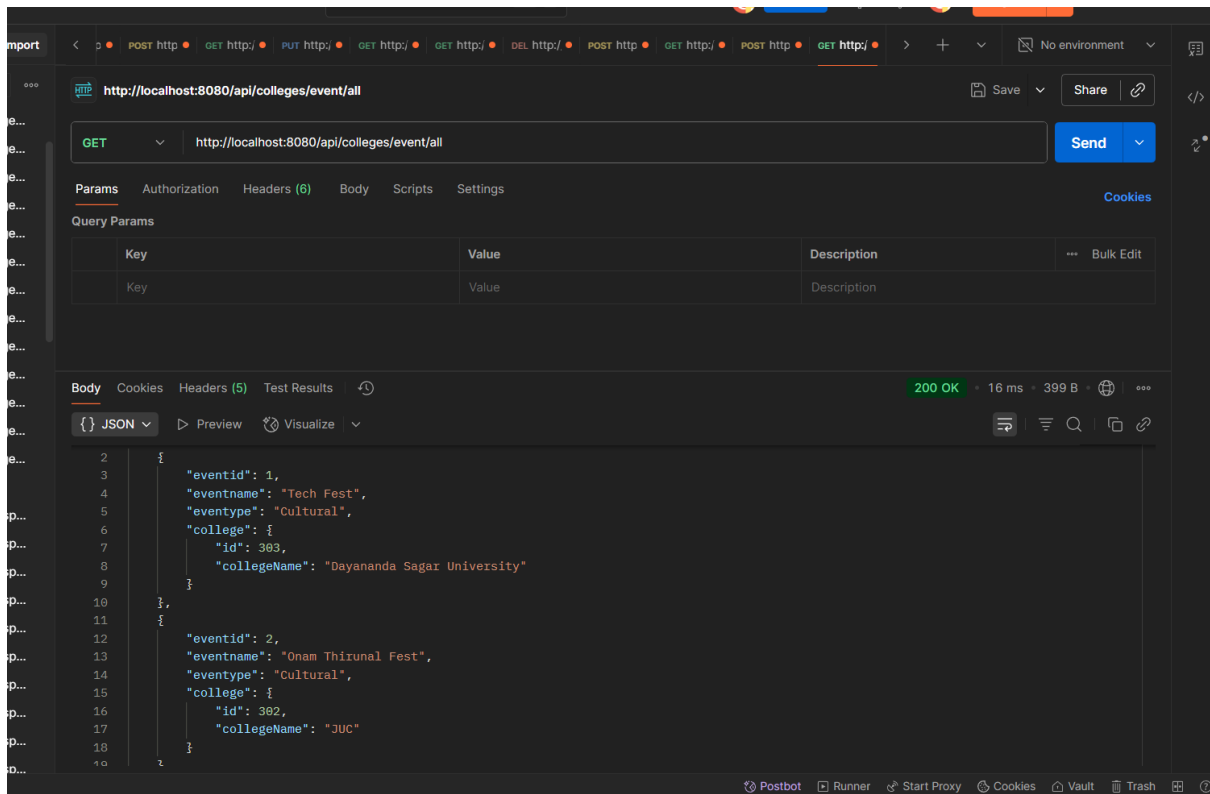 mport
POST http GET http:/ PUT http:/ GET http:/ GET http:/ DEL http:/ POST http GET http:/ POST http GET http:/ No environment
HTTP http://localhost:8080/api/colleges/event/all Save Share
GET http://localhost:8080/api/colleges/event/all Send
Params Authorization Headers (6) Body Scripts Settings Cookies
Query Params
Key Value Description Bulk Edit
Key Value Description
Body Cookies Headers (5) Test Results 200 OK 16 ms 399 B
{} JSON Preview Visualize
2 {
3 "eventid": 1,
4 "eventname": "Tech Fest",
5 "eventype": "Cultural",
6 "college": {
7 "id": 303,
8 "collegeName": "Dayananda Sagar University"
9 }
10 },
11 {
12 "eventid": 2,
13 "eventname": "Onam Thirunal Fest",
14 "eventype": "Cultural",
15 "college": {
16 "id": 302,
17 "collegeName": "JUC"
18 }
19 }
Postbot Runner Start Proxy Cookies Vault Trash